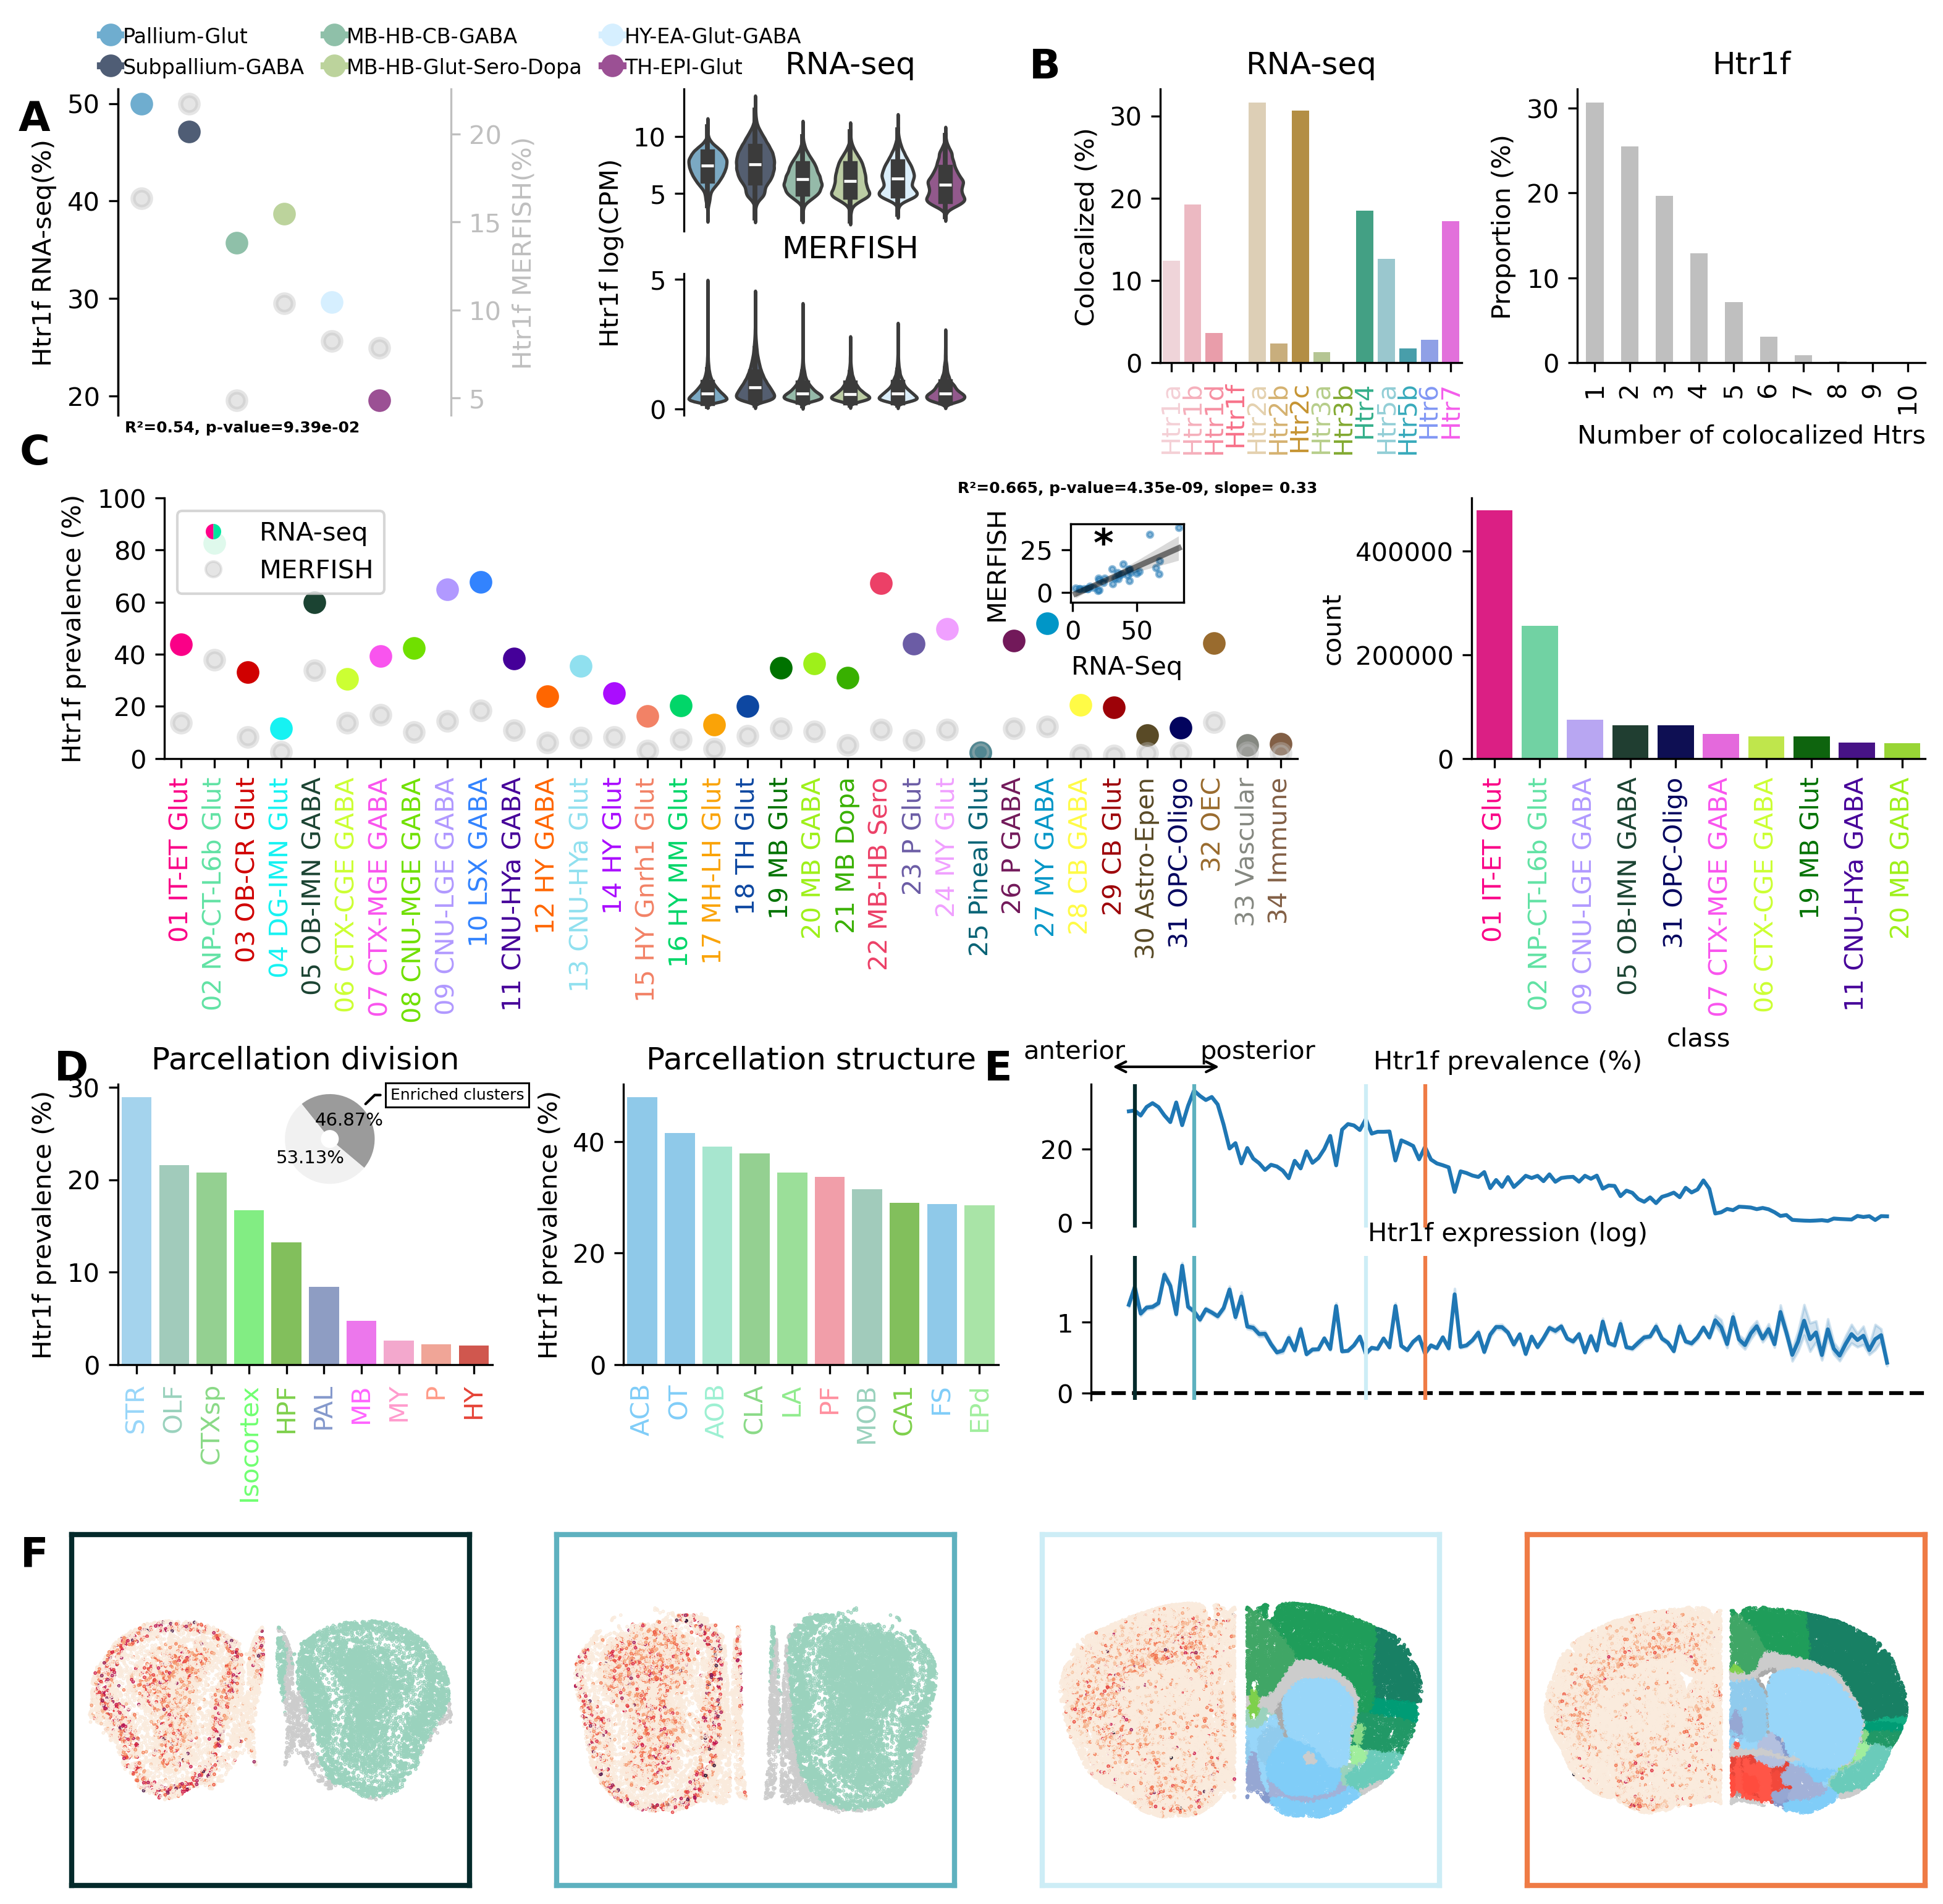 Pallium-Glut
MB-HB-CB-GABA
HY-EA-Glut-GABA
Subpallium-GABA
MB-HB-Glut-Sero-Dopa
TH-EPI-Glut
A
Htr1f RNA-seq(%)
50
40
30
20
Htr1f MERFISH(%)
20
15
10
5
R²=0.54, p-value=9.39e-02
RNA-seq
Htr1f log(CPM)
10
5
MERFISH
5
0
B
RNA-seq
Colocalized (%)
30
20
10
0
Htr1a
Htr1b
Htr1d
Htr1f
Htr2a
Htr2b
Htr2c
Htr3a
Htr3b
Htr4
Htr5a
Htr5b
Htr6
Htr7
Htr1f
Proportion (%)
30
20
10
0
1
2
3
4
5
6
7
8
9
10
Number of colocalized Htrs
C
Htr1f prevalence (%)
100
80
60
40
20
0
RNA-seq
MERFISH
R²=0.665, p-value=4.35e-09, slope= 0.33
MERFISH
25
0
*
0
50
RNA-Seq
01 IT-ET Glut
02 NP-CT-L6b Glut
03 OB-CR Glut
04 DG-IMN Glut
05 OB-IMN GABA
06 CTX-CGE GABA
07 CTX-MGE GABA
08 CNU-MGE GABA
09 CNU-LGE GABA
10 LSX GABA
11 CNU-HYa GABA
12 HY GABA
13 CNU-HYa Glut
14 HY Glut
15 HY Gnrh1 Glut
16 HY MM Glut
17 MH-LH Glut
18 TH Glut
19 MB Glut
20 MB GABA
21 MB Dopa
22 MB-HB Sero
23 P Glut
24 MY Glut
25 Pineal Glut
26 P GABA
27 MY GABA
28 CB GABA
29 CB Glut
30 Astro-Epen
31 OPC-Oligo
32 OEC
33 Vascular
34 Immune
count
400000
200000
0
01 IT-ET Glut
02 NP-CT-L6b Glut
09 CNU-LGE GABA
05 OB-IMN GABA
31 OPC-Oligo
07 CTX-MGE GABA
06 CTX-CGE GABA
19 MB Glut
11 CNU-HYa GABA
20 MB GABA
class
D
Parcellation division
Htr1f prevalence (%)
30
20
10
0
Enriched clusters
46.87%
53.13%
STR
OLF
CTXsp
Isocortex
HPF
PAL
MB
MY
P
HY
Parcellation structure
Htr1f prevalence (%)
40
20
0
ACB
OT
AOB
CLA
LA
PF
MOB
CA1
FS
EPd
E
anterior
posterior
Htr1f prevalence (%)
20
0
Htr1f expression (log)
1
0
F